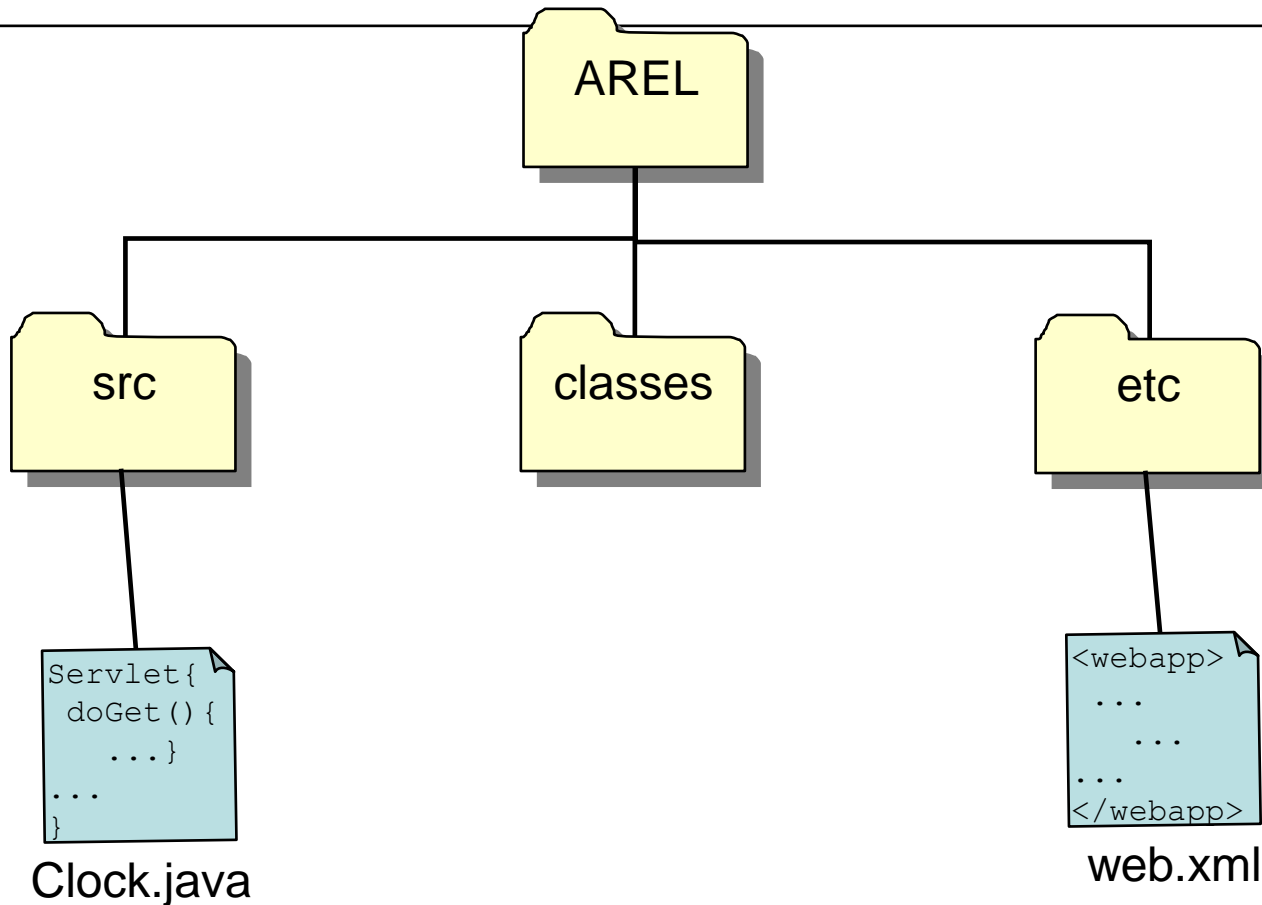 AREL
src
classes
etc
Servlet{
doGet(){
...}
...
}
Clock.java
<webapp>
...
...
...
</webapp>
web.xml